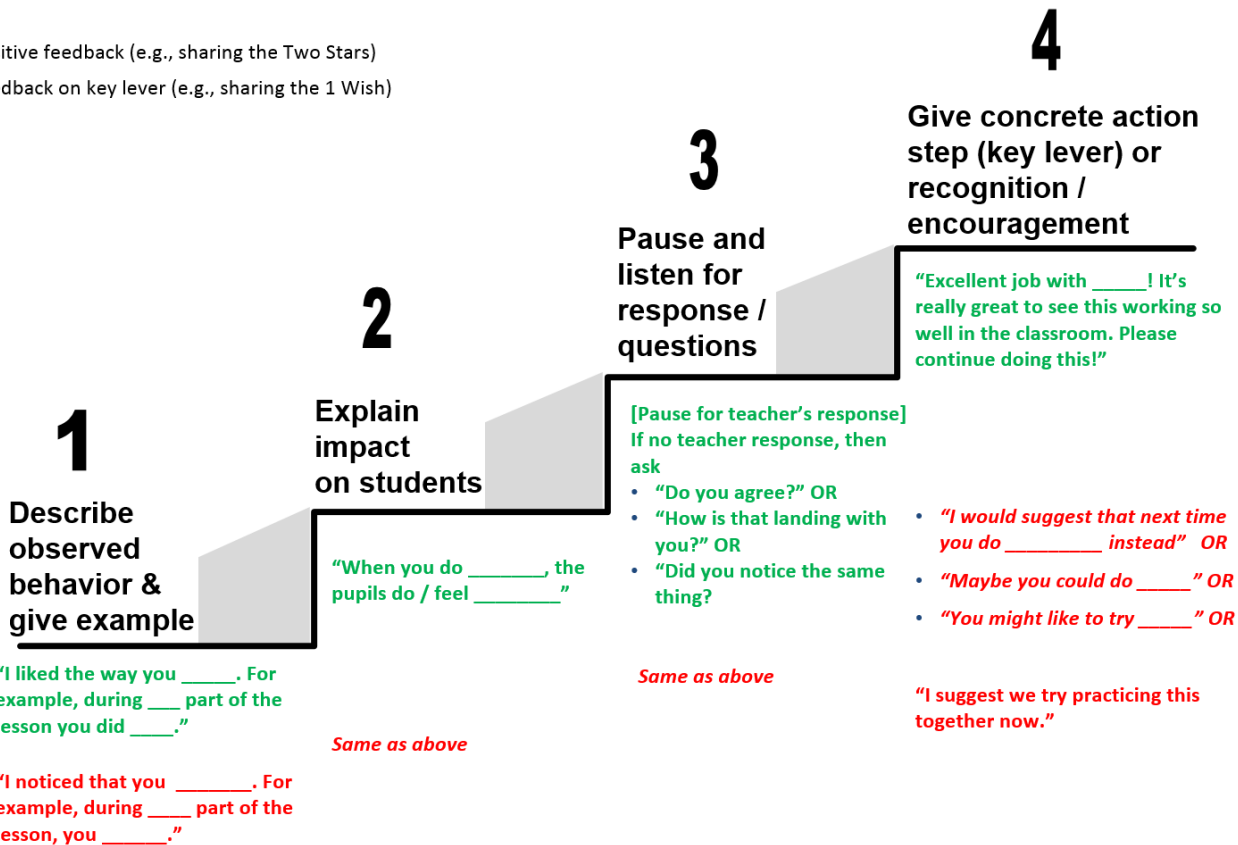 itive feedback (e.g., sharing the Two Stars)
dback on key lever (e.g., sharing the 1 Wish)
1
Describe
observed
behavior &
give example
“I liked the way you _____. For
example, during ___ part of the
lesson you did ____.”
“I noticed that you _______. For
example, during ____ part of the
lesson, you ______.”
2
Explain
impact
on students
“When you do _______, the
pupils do / feel ________”
Same as above
3
Pause and
listen for
response /
questions
[Pause for teacher’s response]
If no teacher response, then
ask
• “Do you agree?” OR
• “How is that landing with
you?” OR
• “Did you notice the same
thing?
Same as above
4
Give concrete action
step (key lever) or
recognition /
encouragement
“Excellent job with _____! It’s
really great to see this working so
well in the classroom. Please
continue doing this!”
• “I would suggest that next time
you do _________ instead” OR
• “Maybe you could do _____” OR
• “You might like to try _____” OR
“I suggest we try practicing this
together now.”